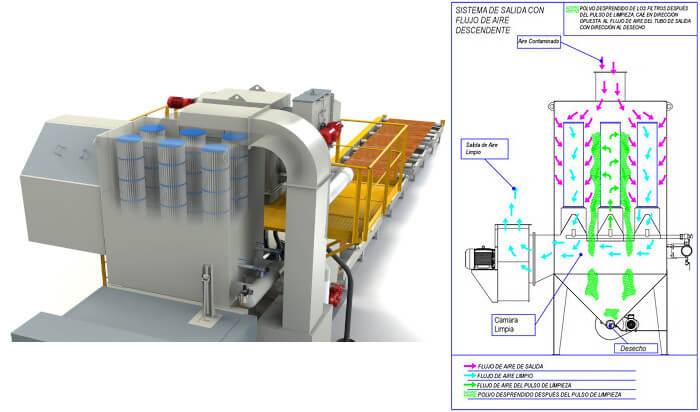 SISTEMA DE SALIDA CON
FLUJO DE AIRE
DESCENDENTE
POLVO DESPRENDIDO DE LOS FILTROS DESPUÉS
DEL PULSO DE LIMPIEZA, CAE EN DIRECCIÓN
OPUESTA AL FLUJO DE AIRE DEL TUBO DE SALIDA
CON DIRECCIÓN AL DESECHO
Aire Contaminado
Salida de Aire
Limpio
Camara
Limpia
Desecho
FLUJO DE AIRE DE SALIDA
FLUJO DE AIRE LIMPIO
FLUJO DE AIRE DEL PULSO DE LIMPIEZA
POLVO DESPRENDIDO DESPUÉS DEL PULSO DE LIMPIEZA